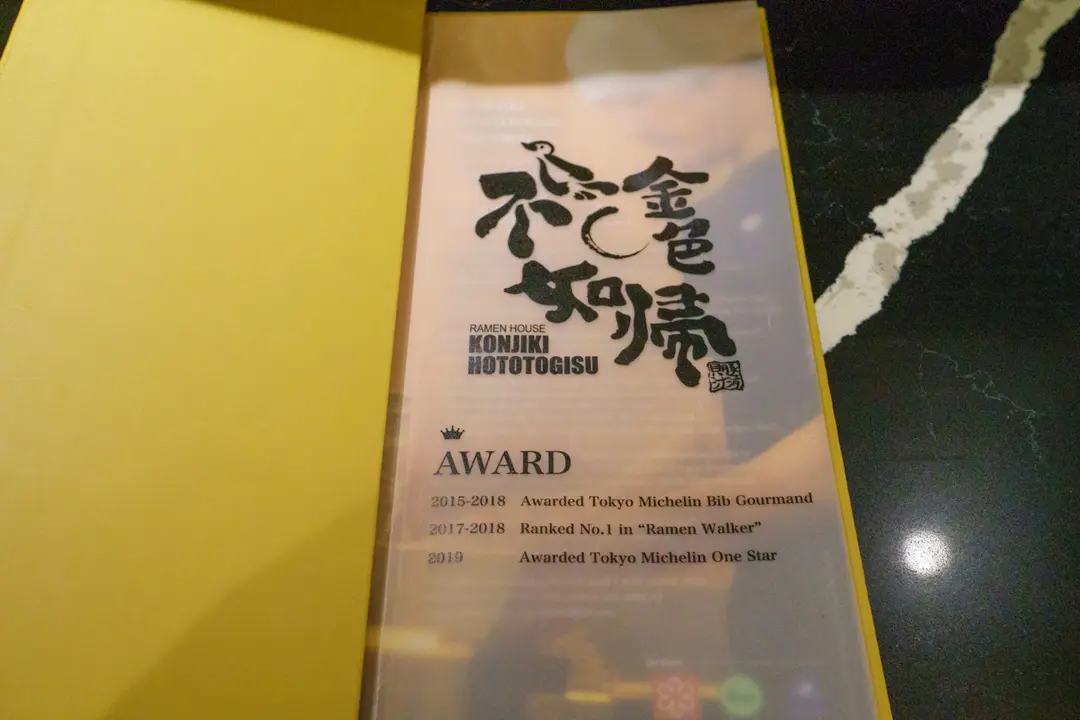 金色
不如帰
RAMEN HOUSE
KONJIKI
HOTOTOGISU
AWARD
2015-2018 Awarded Tokyo Michelin Bib Gourmand
2017-2018 Ranked No.1 in “Ramen Walker”
2019 Awarded Tokyo Michelin One Star